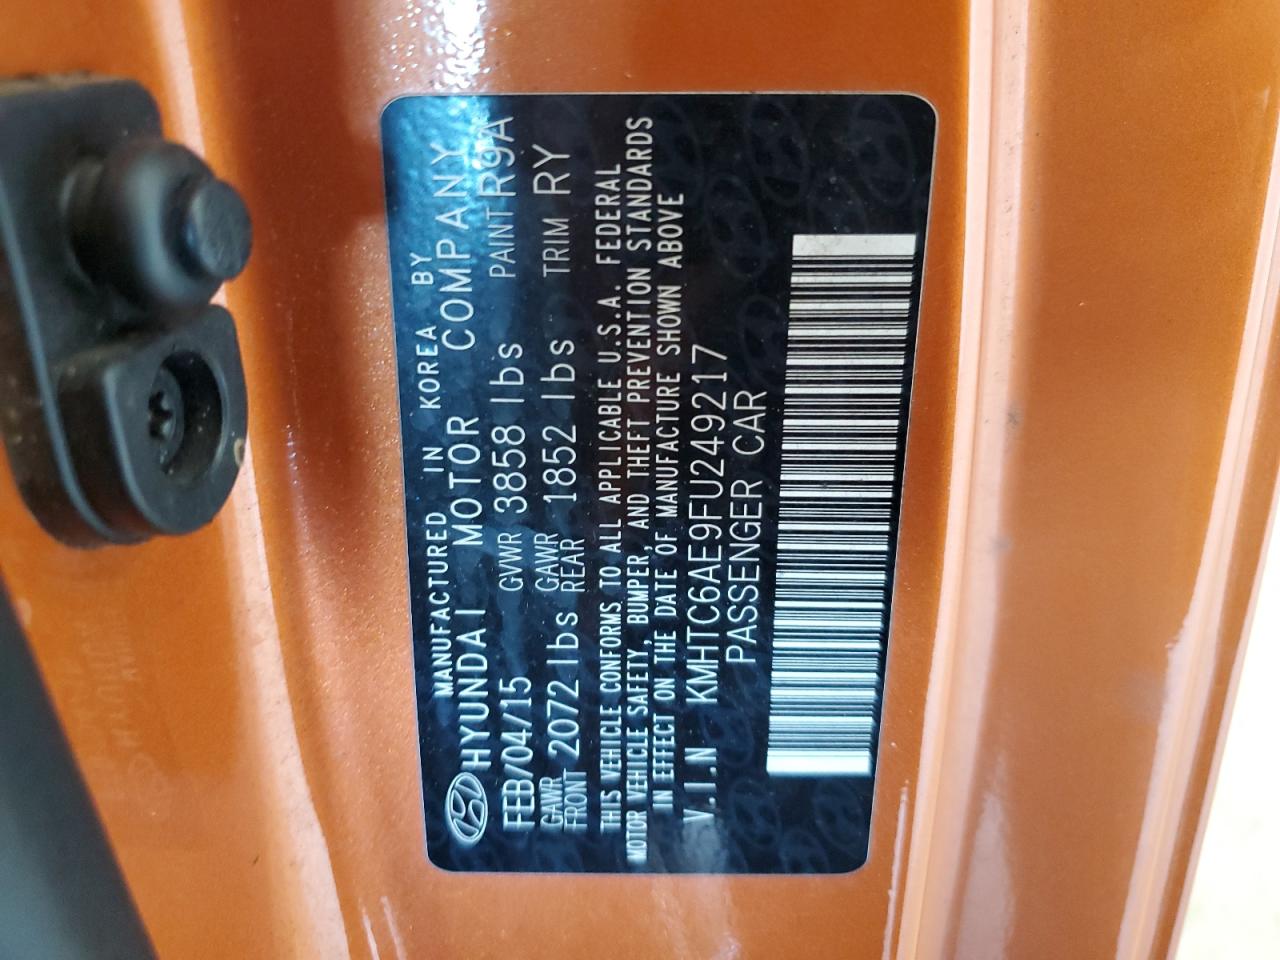 MANUFACTURED IN KOREA BY
HYUNDAI MOTOR COMPANY
FEB/04/15 GVWR 3858 lbs PAINT R9A
GAWR FRONT 2072 lbs GAWR REAR 1852 lbs TRIM RY
THIS VEHICLE CONFORMS TO ALL APPLICABLE U.S.A. FEDERAL
MOTOR VEHICLE SAFETY, BUMPER, AND THEFT PREVENTION STANDARDS
IN EFFECT ON THE DATE OF MANUFACTURE SHOWN ABOVE
V.I.N KMHTC6AE9FU249217
PASSENGER CAR